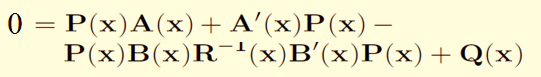 0 = P(x)A(x) + A′(x)P(x) −
P(x)B(x)R⁻¹(x)B′(x)P(x) + Q(x)